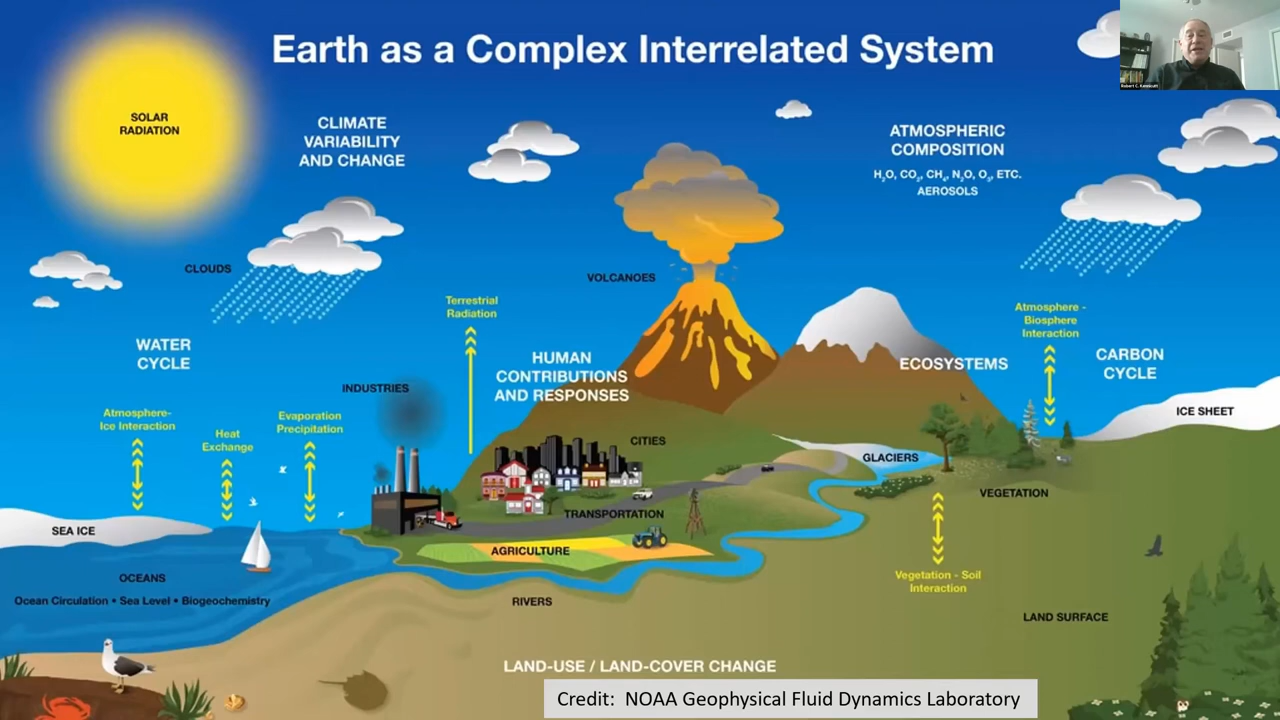 Earth as a Complex Interrelated System
SOLAR
RADIATION
CLIMATE
VARIABILITY
AND CHANGE
ATMOSPHERIC
COMPOSITION
H₂O, CO₂, CH₄, N₂O, O₃, ETC.
AEROSOLS
CLOUDS
VOLCANOES
Terrestrial
Radiation
Atmosphere -
Biosphere
Interaction
WATER
CYCLE
HUMAN
CONTRIBUTIONS
AND RESPONSES
ECOSYSTEMS
CARBON
CYCLE
INDUSTRIES
Atmosphere-
Ice Interaction
Heat
Exchange
Evaporation
Precipitation
ICE SHEET
CITIES
GLACIERS
VEGETATION
TRANSPORTATION
SEA ICE
AGRICULTURE
OCEANS
Ocean Circulation • Sea Level • Biogeochemistry
RIVERS
Vegetation - Soil
Interaction
LAND SURFACE
LAND-USE / LAND-COVER CHANGE
Credit: NOAA Geophysical Fluid Dynamics Laboratory
Robert C.